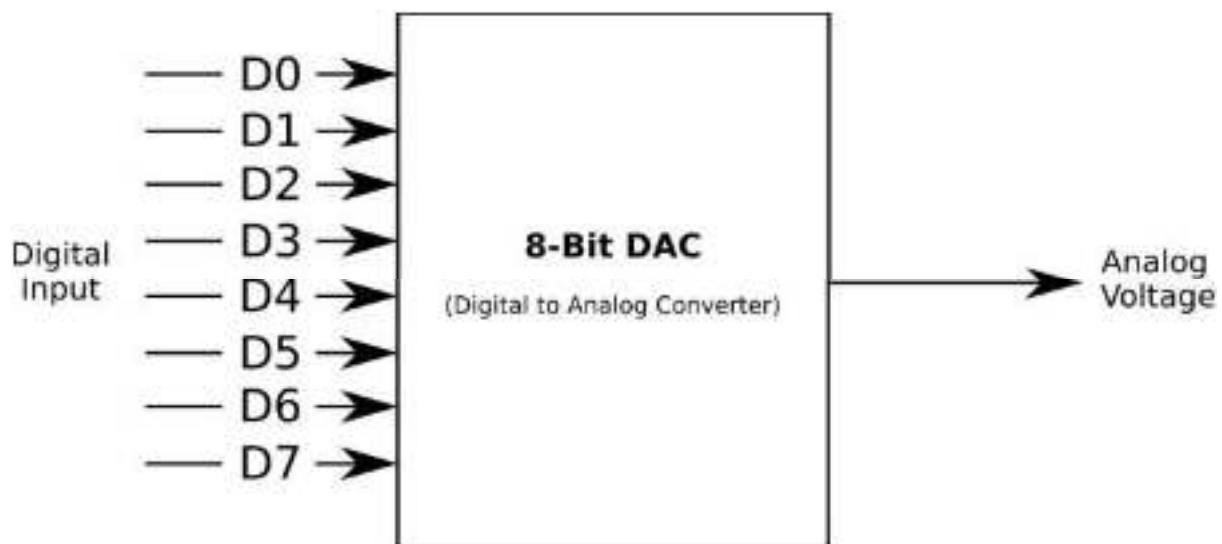 D0
D1
D2
D3
D4
D5
D6
D7
Digital
Input
8-Bit DAC
(Digital to Analog Converter)
Analog
Voltage